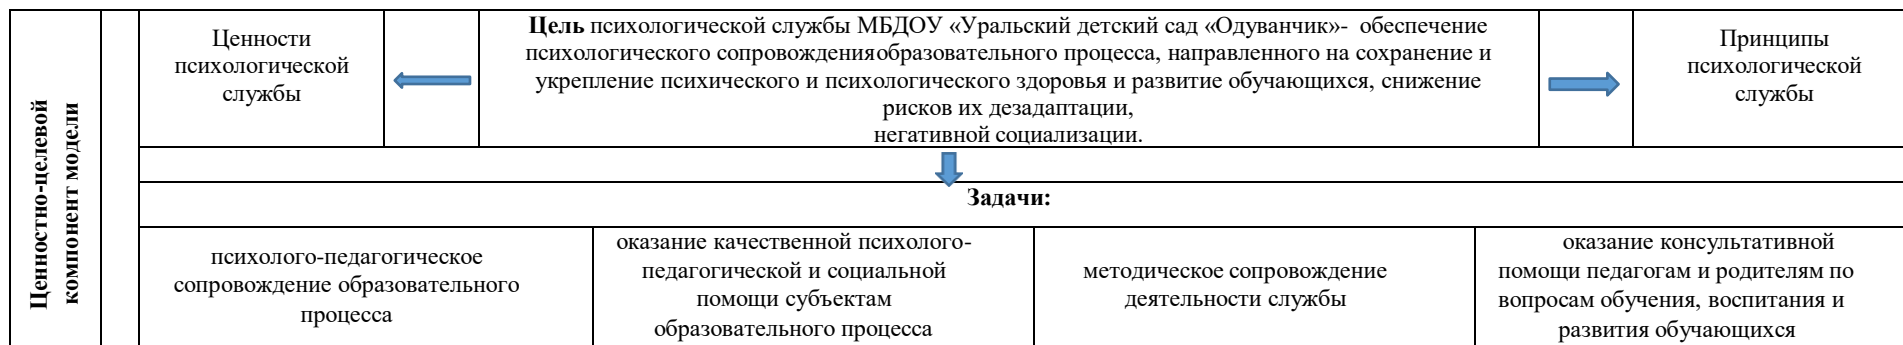 Ценностно-целевой
компонент модели
Ценности
психологической
службы
Цель психологической службы МБДОУ «Уральский детский сад «Одуванчик»- обеспечение
психологического сопровожденияобразовательного процесса, направленного на сохранение и
укрепление психического и психологического здоровья и развитие обучающихся, снижение
рисков их дезадаптации,
негативной социализации.
Принципы
психологической
службы
Задачи:
психолого-педагогическое
сопровождение образовательного
процесса
оказание качественной психолого-
педагогической и социальной
помощи субъектам
образовательного процесса
методическое сопровождение
деятельности службы
оказание консультативной
помощи педагогам и родителям по
вопросам обучения, воспитания и
развития обучающихся